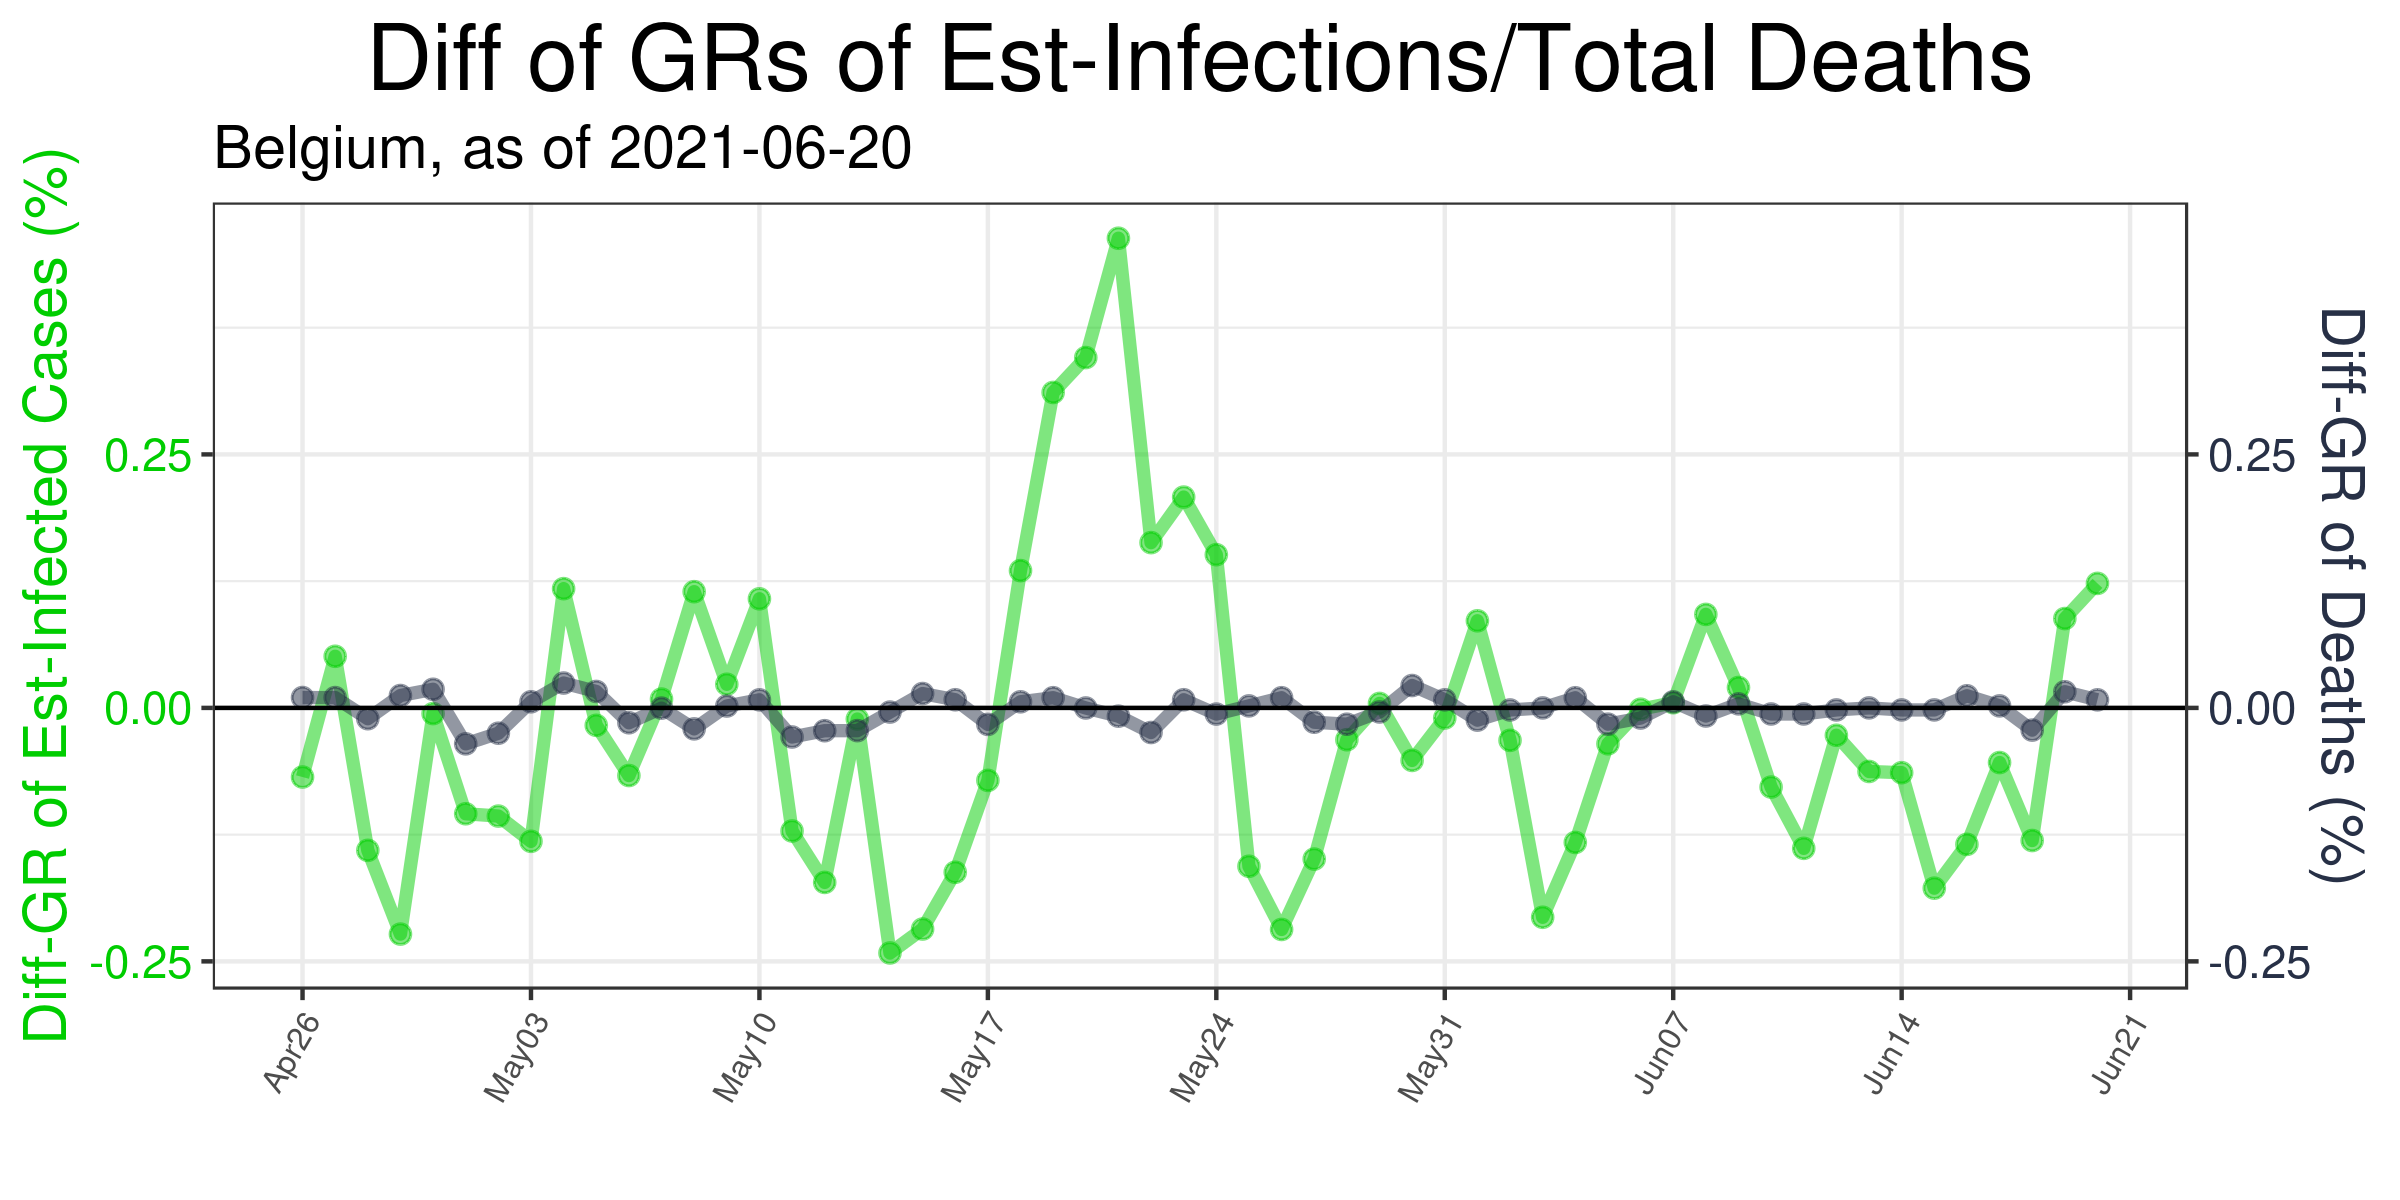 Diff of GRs of Est-Infections/Total Deaths
Belgium, as of 2021-06-20
Diff-GR of Est-Infected Cases (%)
0.25
0.00
-0.25
0.25
0.00
-0.25
Diff-GR of Deaths (%)
Apr26
May03
May10
May17
May24
May31
Jun07
Jun14
Jun21